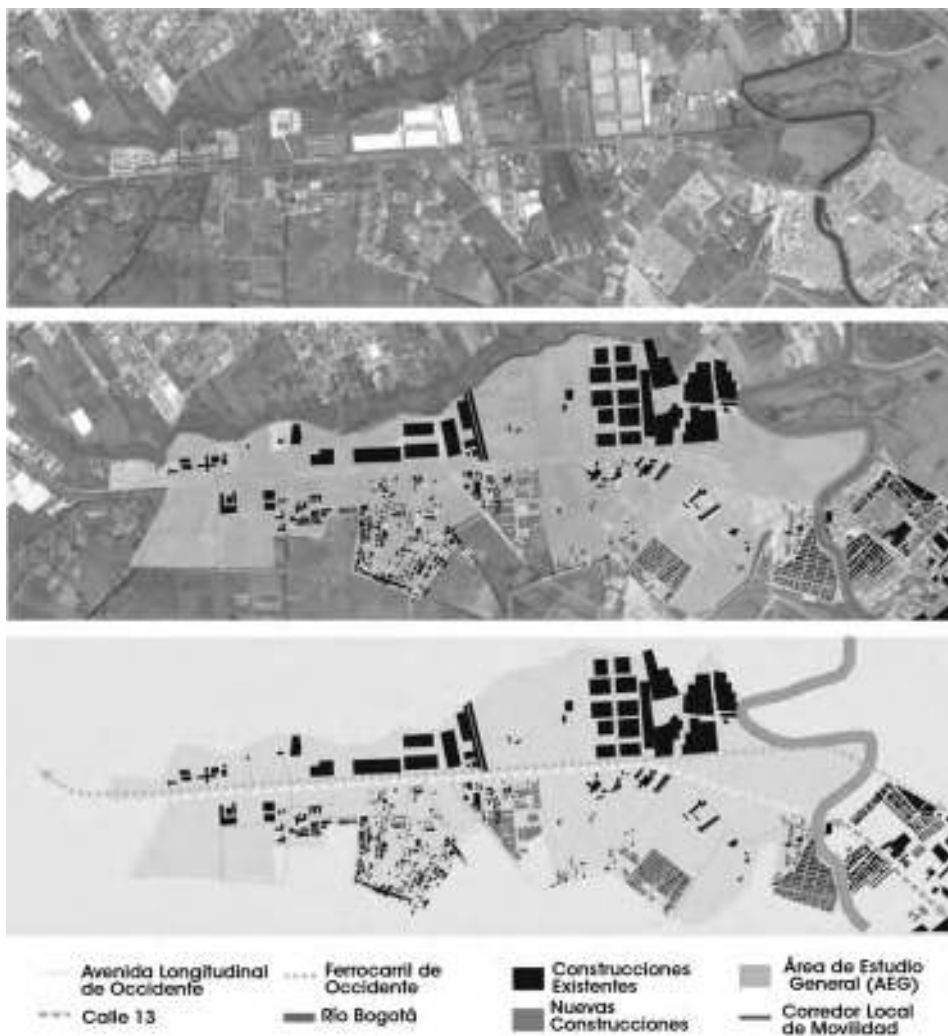 Avenida Longitudinal
de Occidente
Calle 13
Ferrocarril de
Occidente
Río Bogotá
Construcciones
Existentes
Nuevas
Construcciones
Área de Estudio
General (AEG)
Corredor Local
de Movilidad